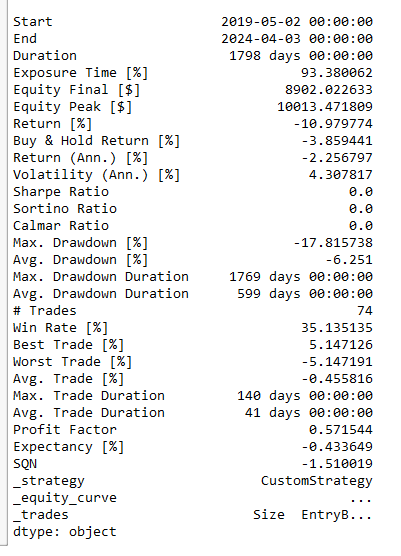 Start 2019-05-02 00:00:00
End 2024-04-03 00:00:00
Duration 1798 days 00:00:00
Exposure Time [%] 93.380062
Equity Final [$] 8902.022633
Equity Peak [$] 10013.471809
Return [%] -10.979774
Buy & Hold Return [%] -3.859441
Return (Ann.) [%] -2.256797
Volatility (Ann.) [%] 4.307817
Sharpe Ratio 0.0
Sortino Ratio 0.0
Calmar Ratio 0.0
Max. Drawdown [%] -17.815738
Avg. Drawdown [%] -6.251
Max. Drawdown Duration 1769 days 00:00:00
Avg. Drawdown Duration 599 days 00:00:00
# Trades 74
Win Rate [%] 35.135135
Best Trade [%] 5.147126
Worst Trade [%] -5.147191
Avg. Trade [%] -0.455816
Max. Trade Duration 140 days 00:00:00
Avg. Trade Duration 41 days 00:00:00
Profit Factor 0.571544
Expectancy [%] -0.433649
SQN -1.510019
_strategy CustomStrategy
_equity_curve ...
_trades Size EntryB...
dtype: object